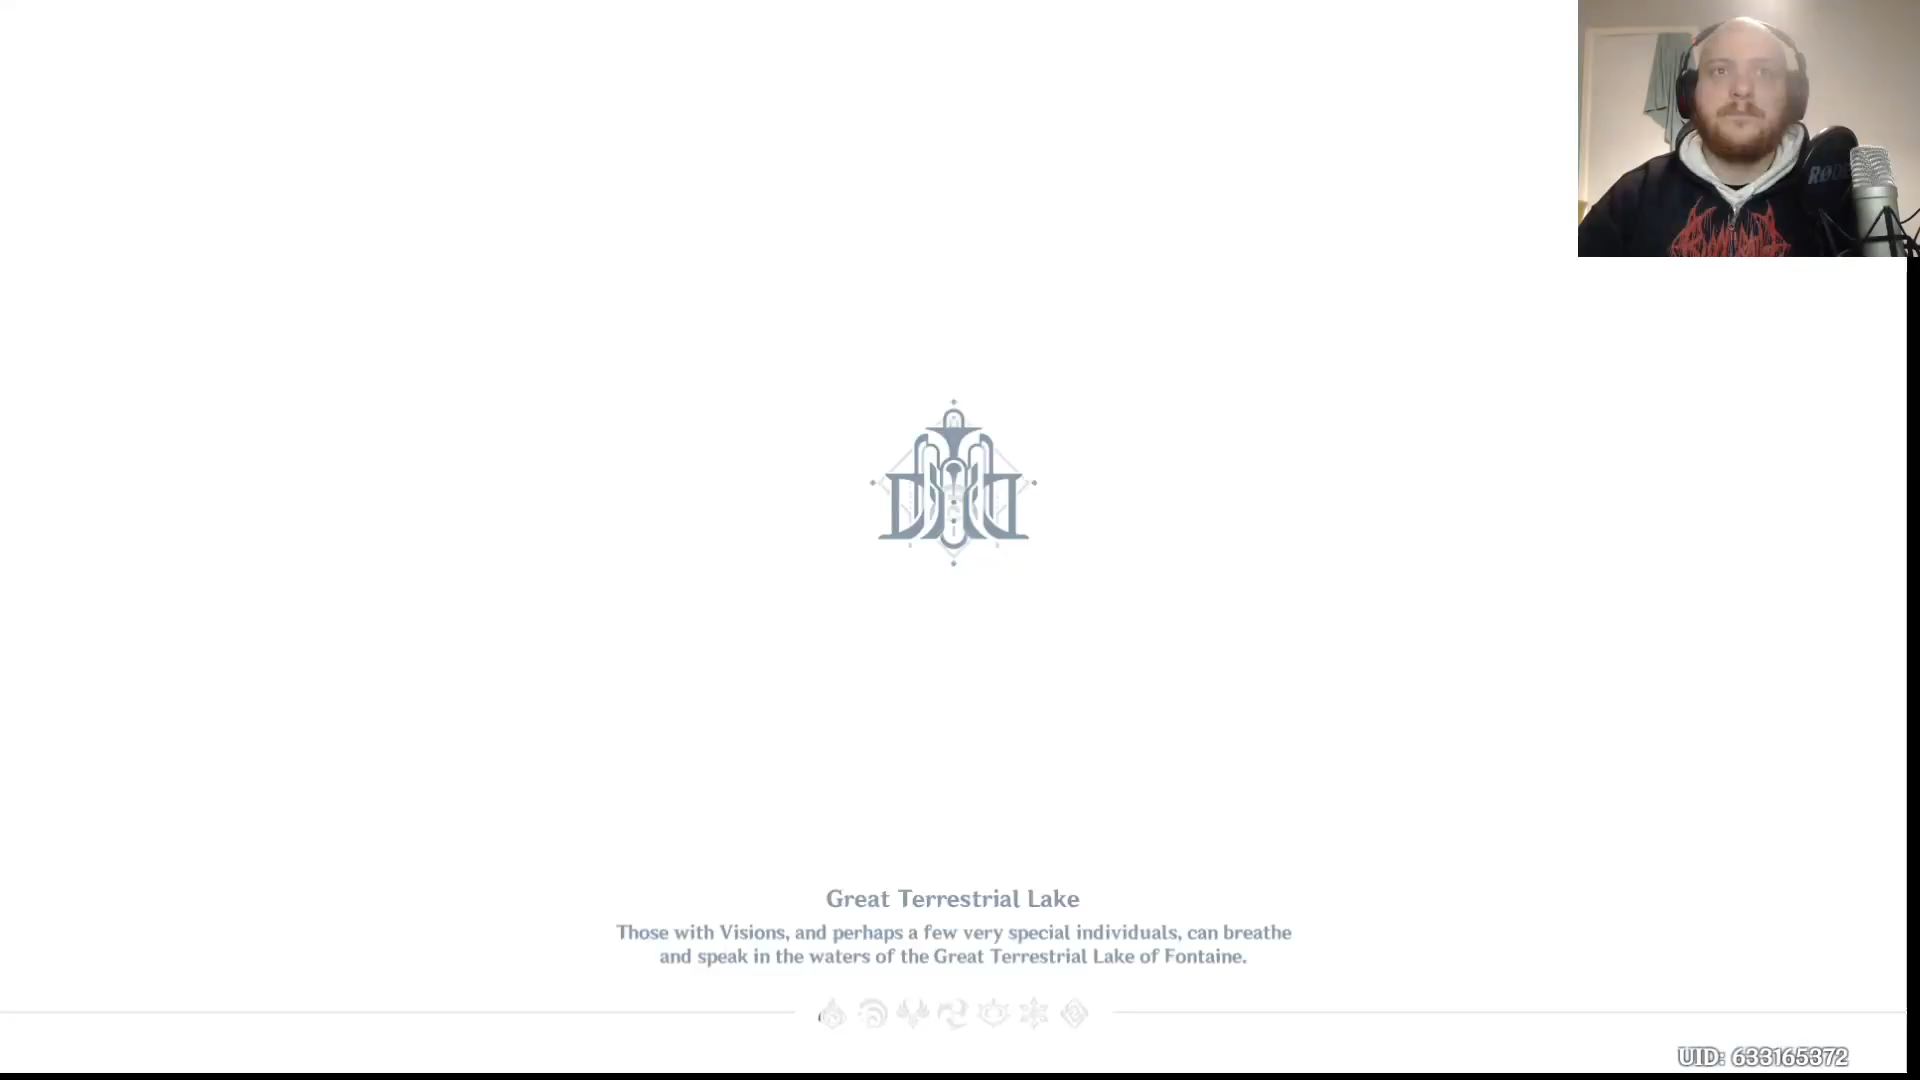 RØDE
Great Terrestrial Lake
Those with Visions, and perhaps a few very special individuals, can breathe
and speak in the waters of the Great Terrestrial Lake of Fontaine.
UID: 633165372